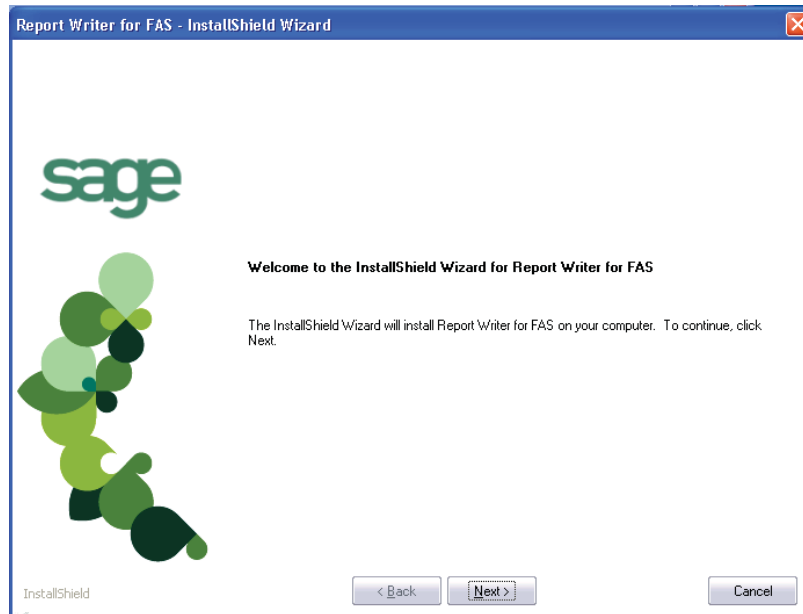 Report Writer for FAS - InstallShield Wizard
sage
Welcome to the InstallShield Wizard for Report Writer for FAS
The InstallShield Wizard will install Report Writer for FAS on your computer. To continue, click
Next.
InstallShield
< Back
Next >
Cancel